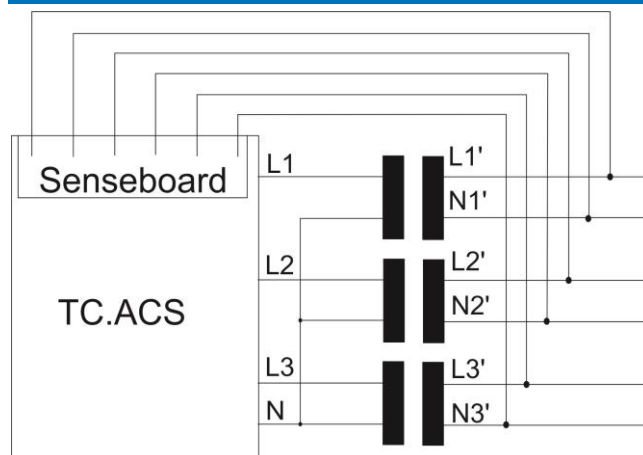 Senseboard
TC.ACS
L1
L2
L3
N
L1'
N1'
L2'
N2'
L3'
N3'